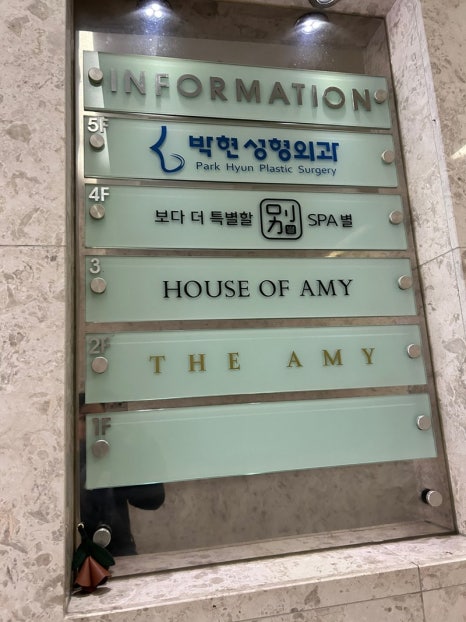 INFORMATION
5F 박현성형외과
Park Hyun Plastic Surgery
4F 보다 더 특별할 別 SPA 별
3 HOUSE OF AMY
2F THE AMY
1F